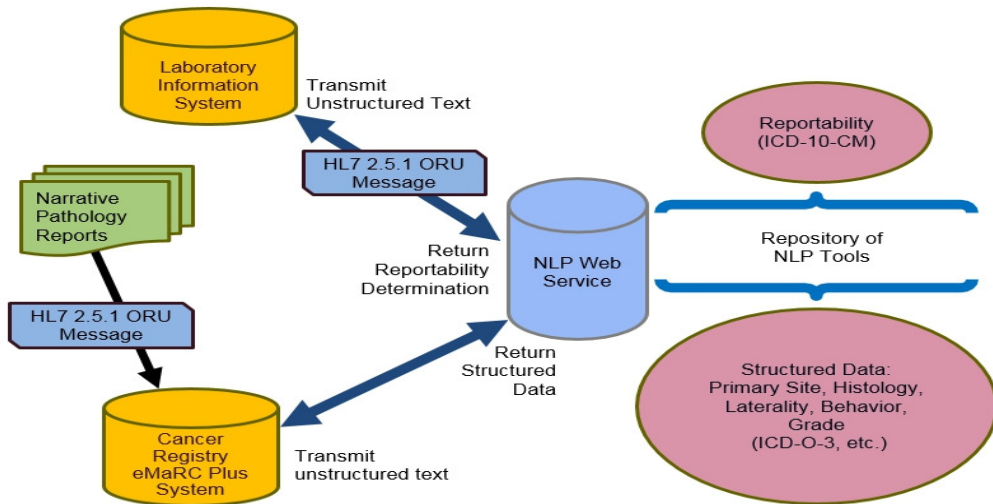 Laboratory
Information
System
Transmit
Unstructured Text
HL7 2.5.1 ORU
Message
Reportability
(ICD-10-CM)
Narrative
Pathology
Reports
Return
Reportability
Determination
NLP Web
Service
Repository of
NLP Tools
HL7 2.5.1 ORU
Message
Return
Structured
Data
Structured Data:
Primary Site, Histology,
Laterality, Behavior,
Grade
(ICD-O-3, etc.)
Cancer
Registry
eMaRC Plus
System
Transmit
unstructured text